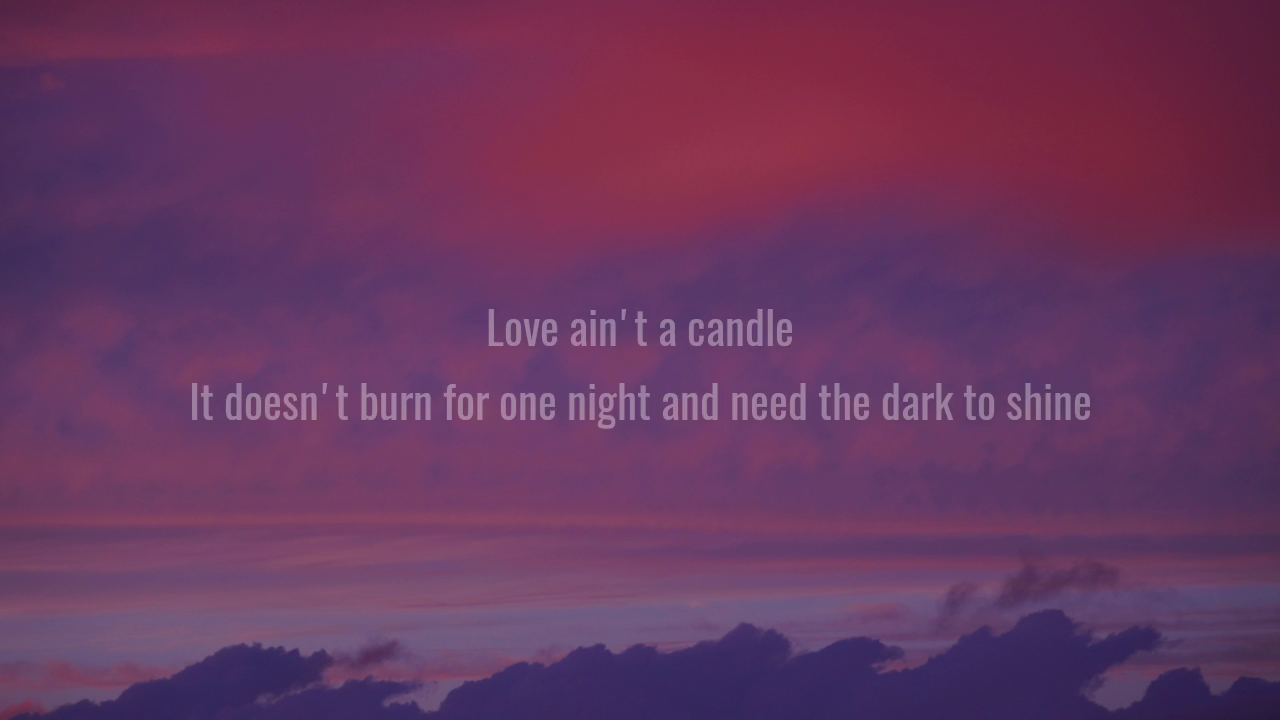 Love ain't a candle
It doesn't burn for one night and need the dark to shine